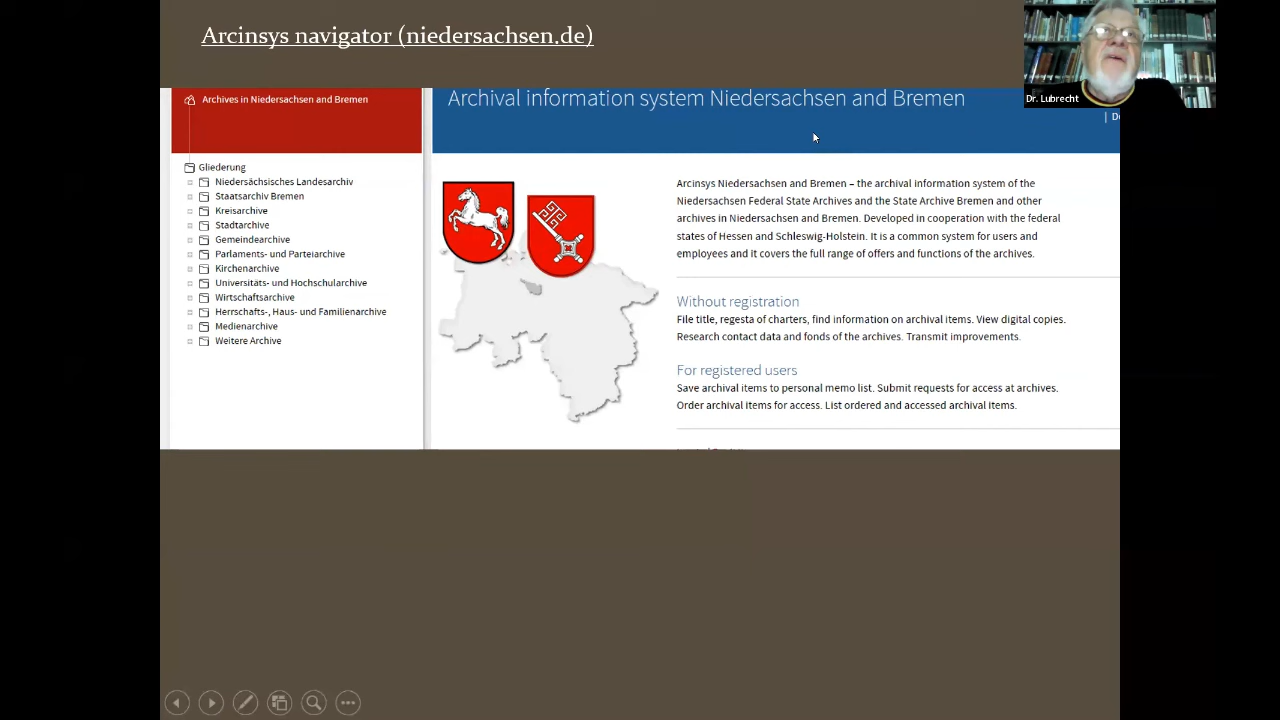 Arcinsys navigator (niedersachsen.de)
Dr. Lubrecht
Archives in Niedersachsen and Bremen
Gliederung
Niedersächsisches Landesarchiv
Staatsarchiv Bremen
Kreisarchive
Stadtarchive
Gemeindearchive
Parlaments- und Parteiarchive
Kirchenarchive
Universitäts- und Hochschularchive
Wirtschaftsarchive
Herrschafts-, Haus- und Familienarchive
Medienarchive
Weitere Archive
Archival information system Niedersachsen and Bremen
Arcinsys Niedersachsen and Bremen – the archival information system of the
Niedersachsen Federal State Archives and the State Archive Bremen and other
archives in Niedersachsen and Bremen. Developed in cooperation with the federal
states of Hessen and Schleswig-Holstein. It is a common system for users and
employees and it covers the full range of offers and functions of the archives.
Without registration
File title, regesta of charters, find information on archival items. View digital copies.
Research contact data and fonds of the archives. Transmit improvements.
For registered users
Save archival items to personal memo list. Submit requests for access at archives.
Order archival items for access. List ordered and accessed archival items.